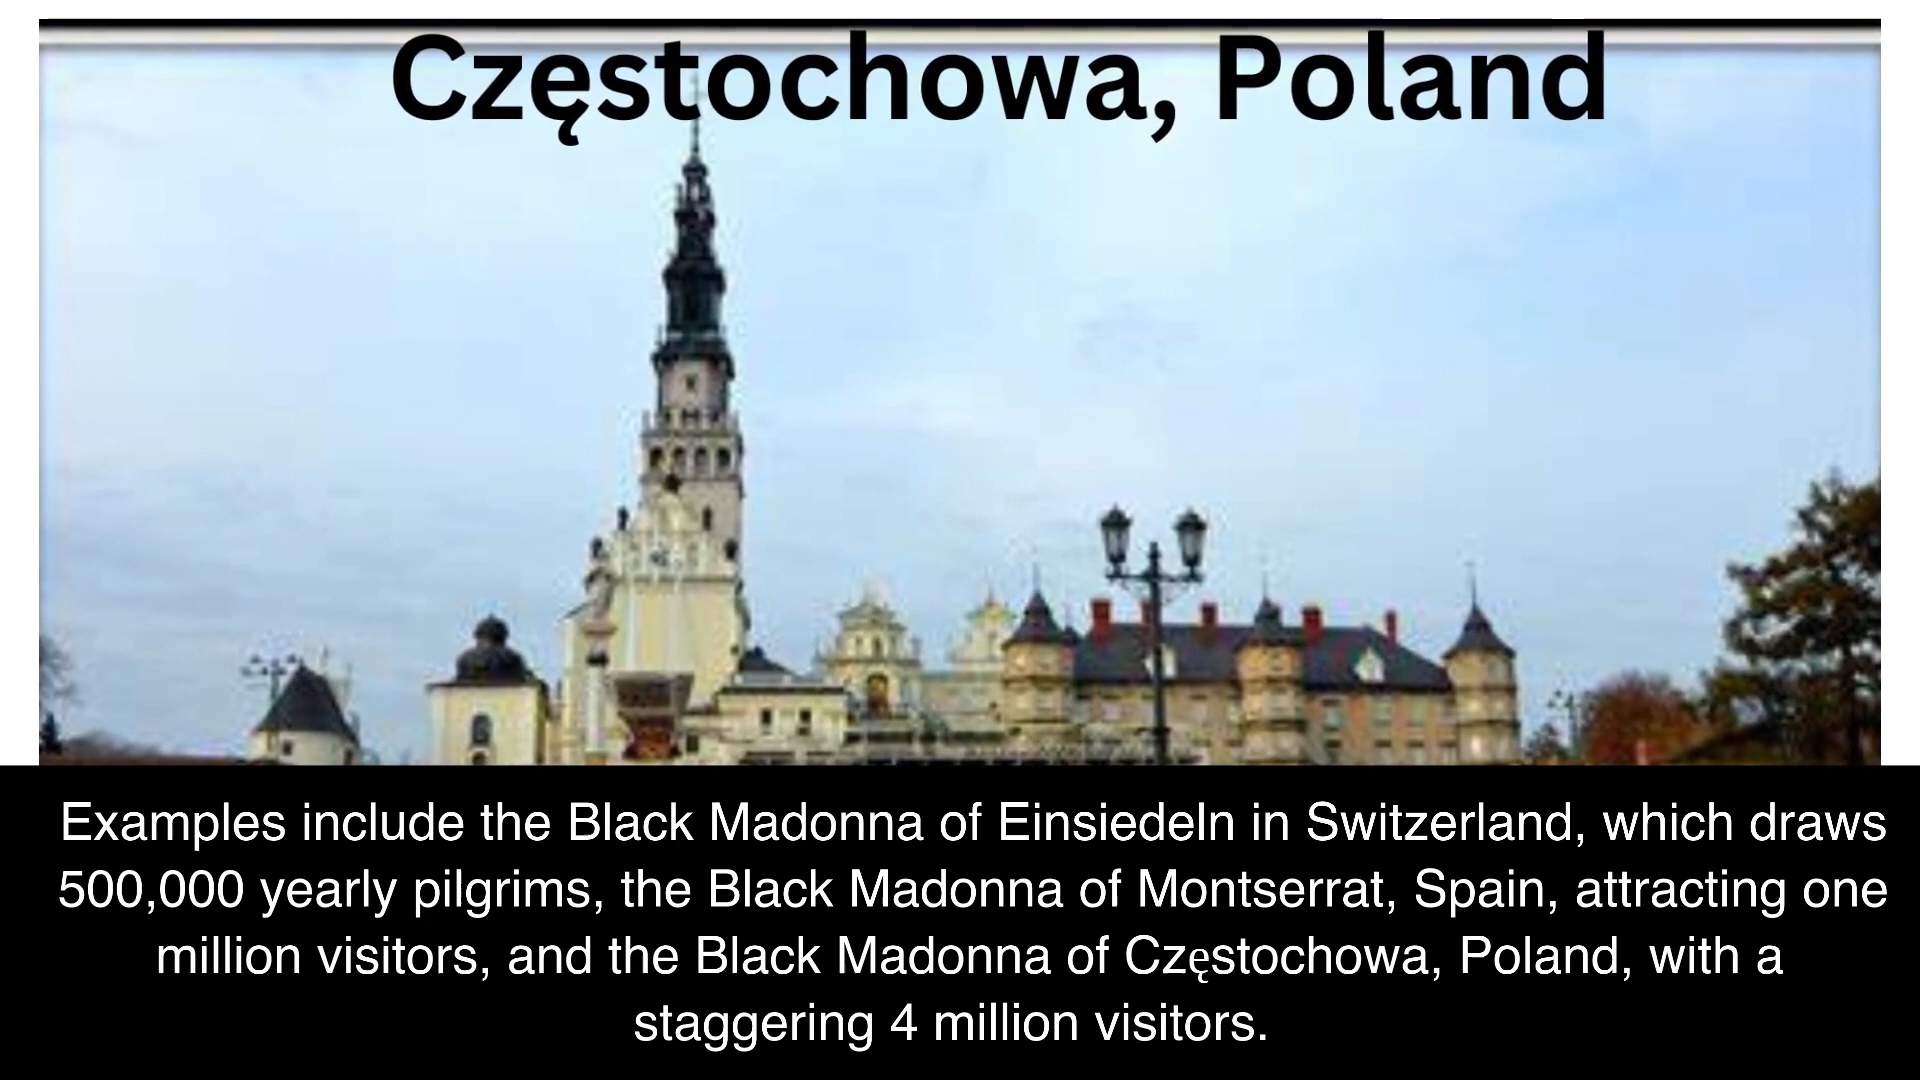 Częstochowa, Poland
Examples include the Black Madonna of Einsiedeln in Switzerland, which draws
500,000 yearly pilgrims, the Black Madonna of Montserrat, Spain, attracting one
million visitors, and the Black Madonna of Częstochowa, Poland, with a
staggering 4 million visitors.